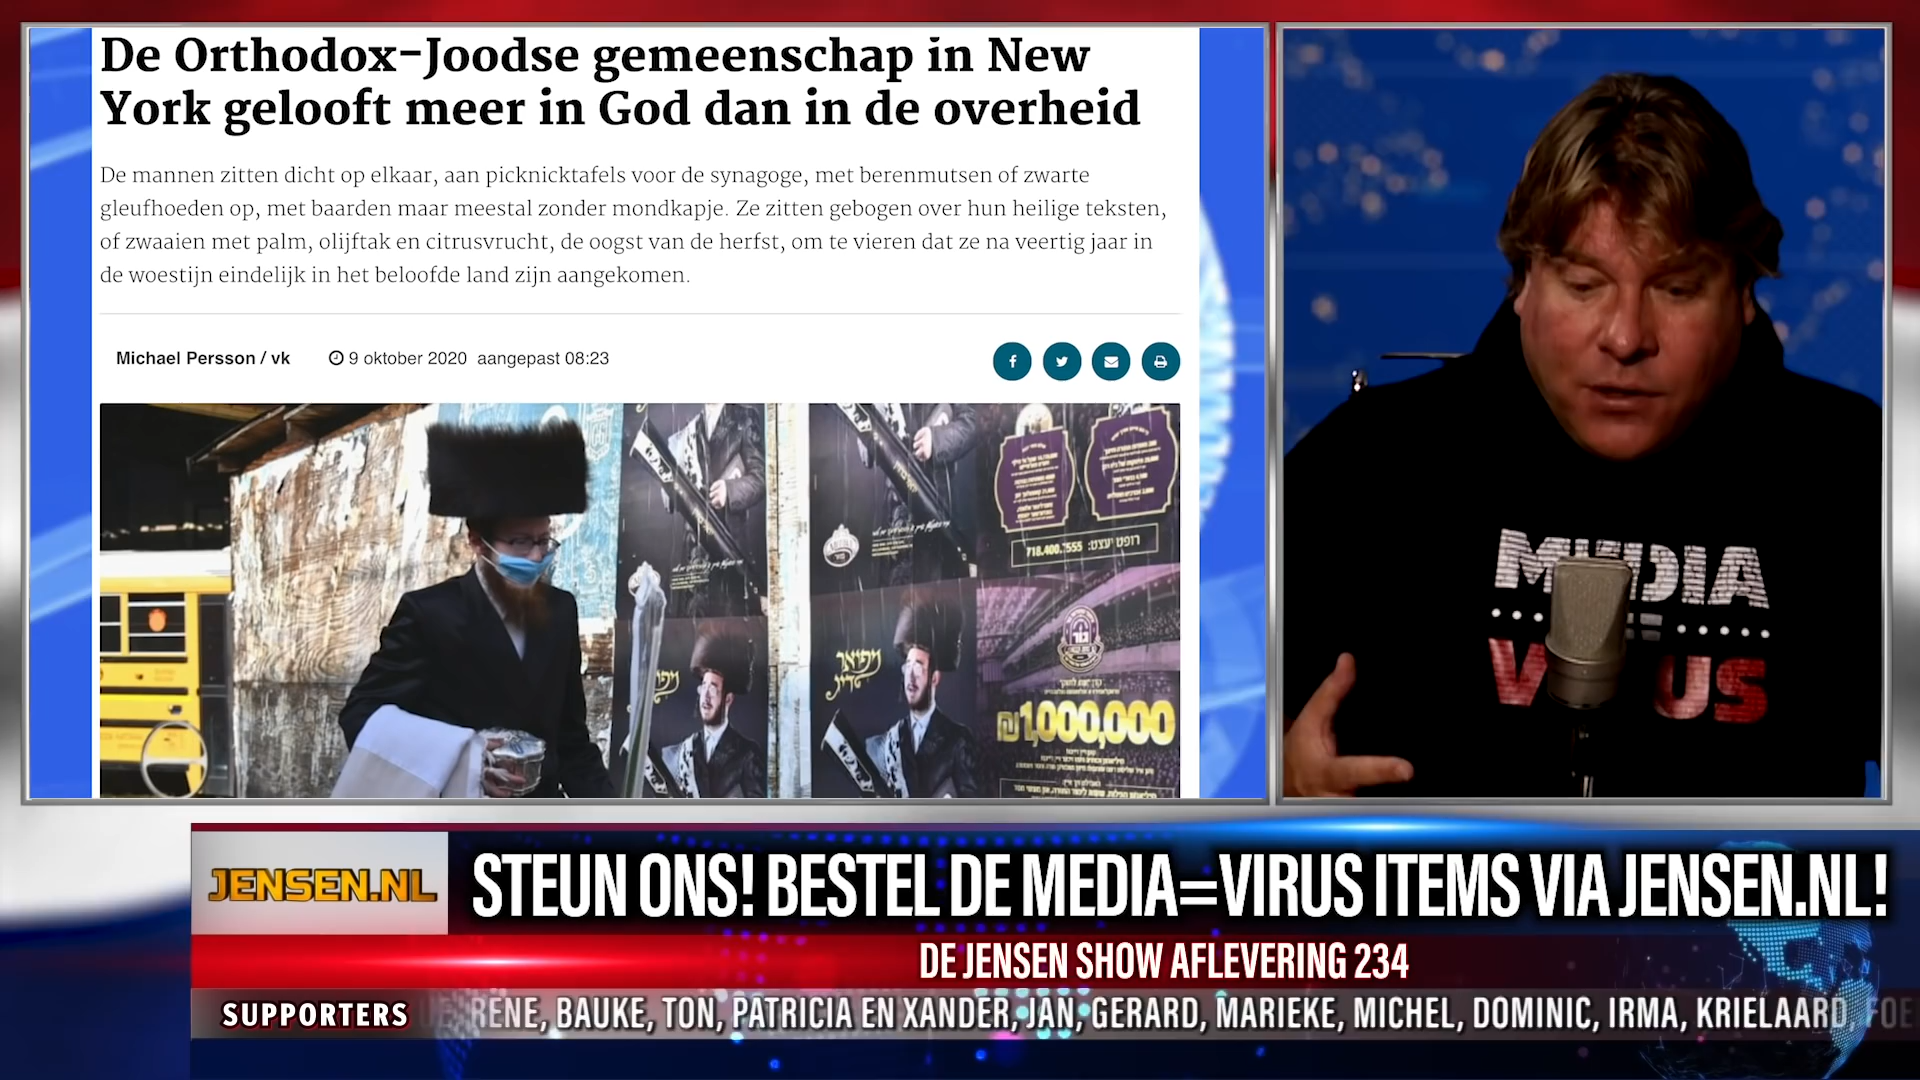 De Orthodox-Joodse gemeenschap in New
York gelooft meer in God dan in de overheid
De mannen zitten dicht op elkaar, aan picknicktafels voor de synagoge, met berenmutsen of zwarte
gleufhoeden op, met baarden maar meestal zonder mondkapje. Ze zitten gebogen over hun heilige teksten,
of zwaaien met palm, olijftak en citrusvrucht, de oogst van de herfst, om te vieren dat ze na veertig jaar in
de woestijn eindelijk in het beloofde land zijn aangekomen.
Michael Persson / vk 9 oktober 2020 aangepast 08:23
718.400.
₪1,000,000
MEDIA
JENSEN.NL
STEUN ONS! BESTEL DE MEDIA=VIRUS ITEMS VIA JENSEN.NL!
DE JENSEN SHOW AFLEVERING 234
SUPPORTERS
RENE, BAUKE, TON, PATRICIA EN XANDER, JAN, GERARD, MARIEKE, MICHEL, DOMINIC, IRMA, KRIELAARD,